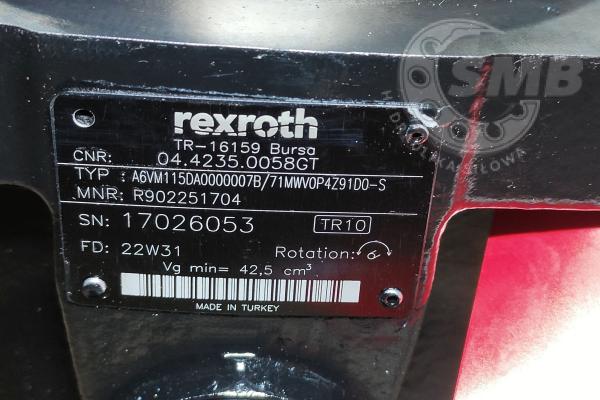 SMB
rexroth
TR-16159 Bursa
CNR: 04.4235.0058GT
TYP : A6VM115DA0000007B/71MWV0P4Z91D0-S
MNR: R902251704
SN: 17026053 TR10
FD: 22W31 Rotation:
Vg min= 42,5 cm³
MADE IN TURKEY